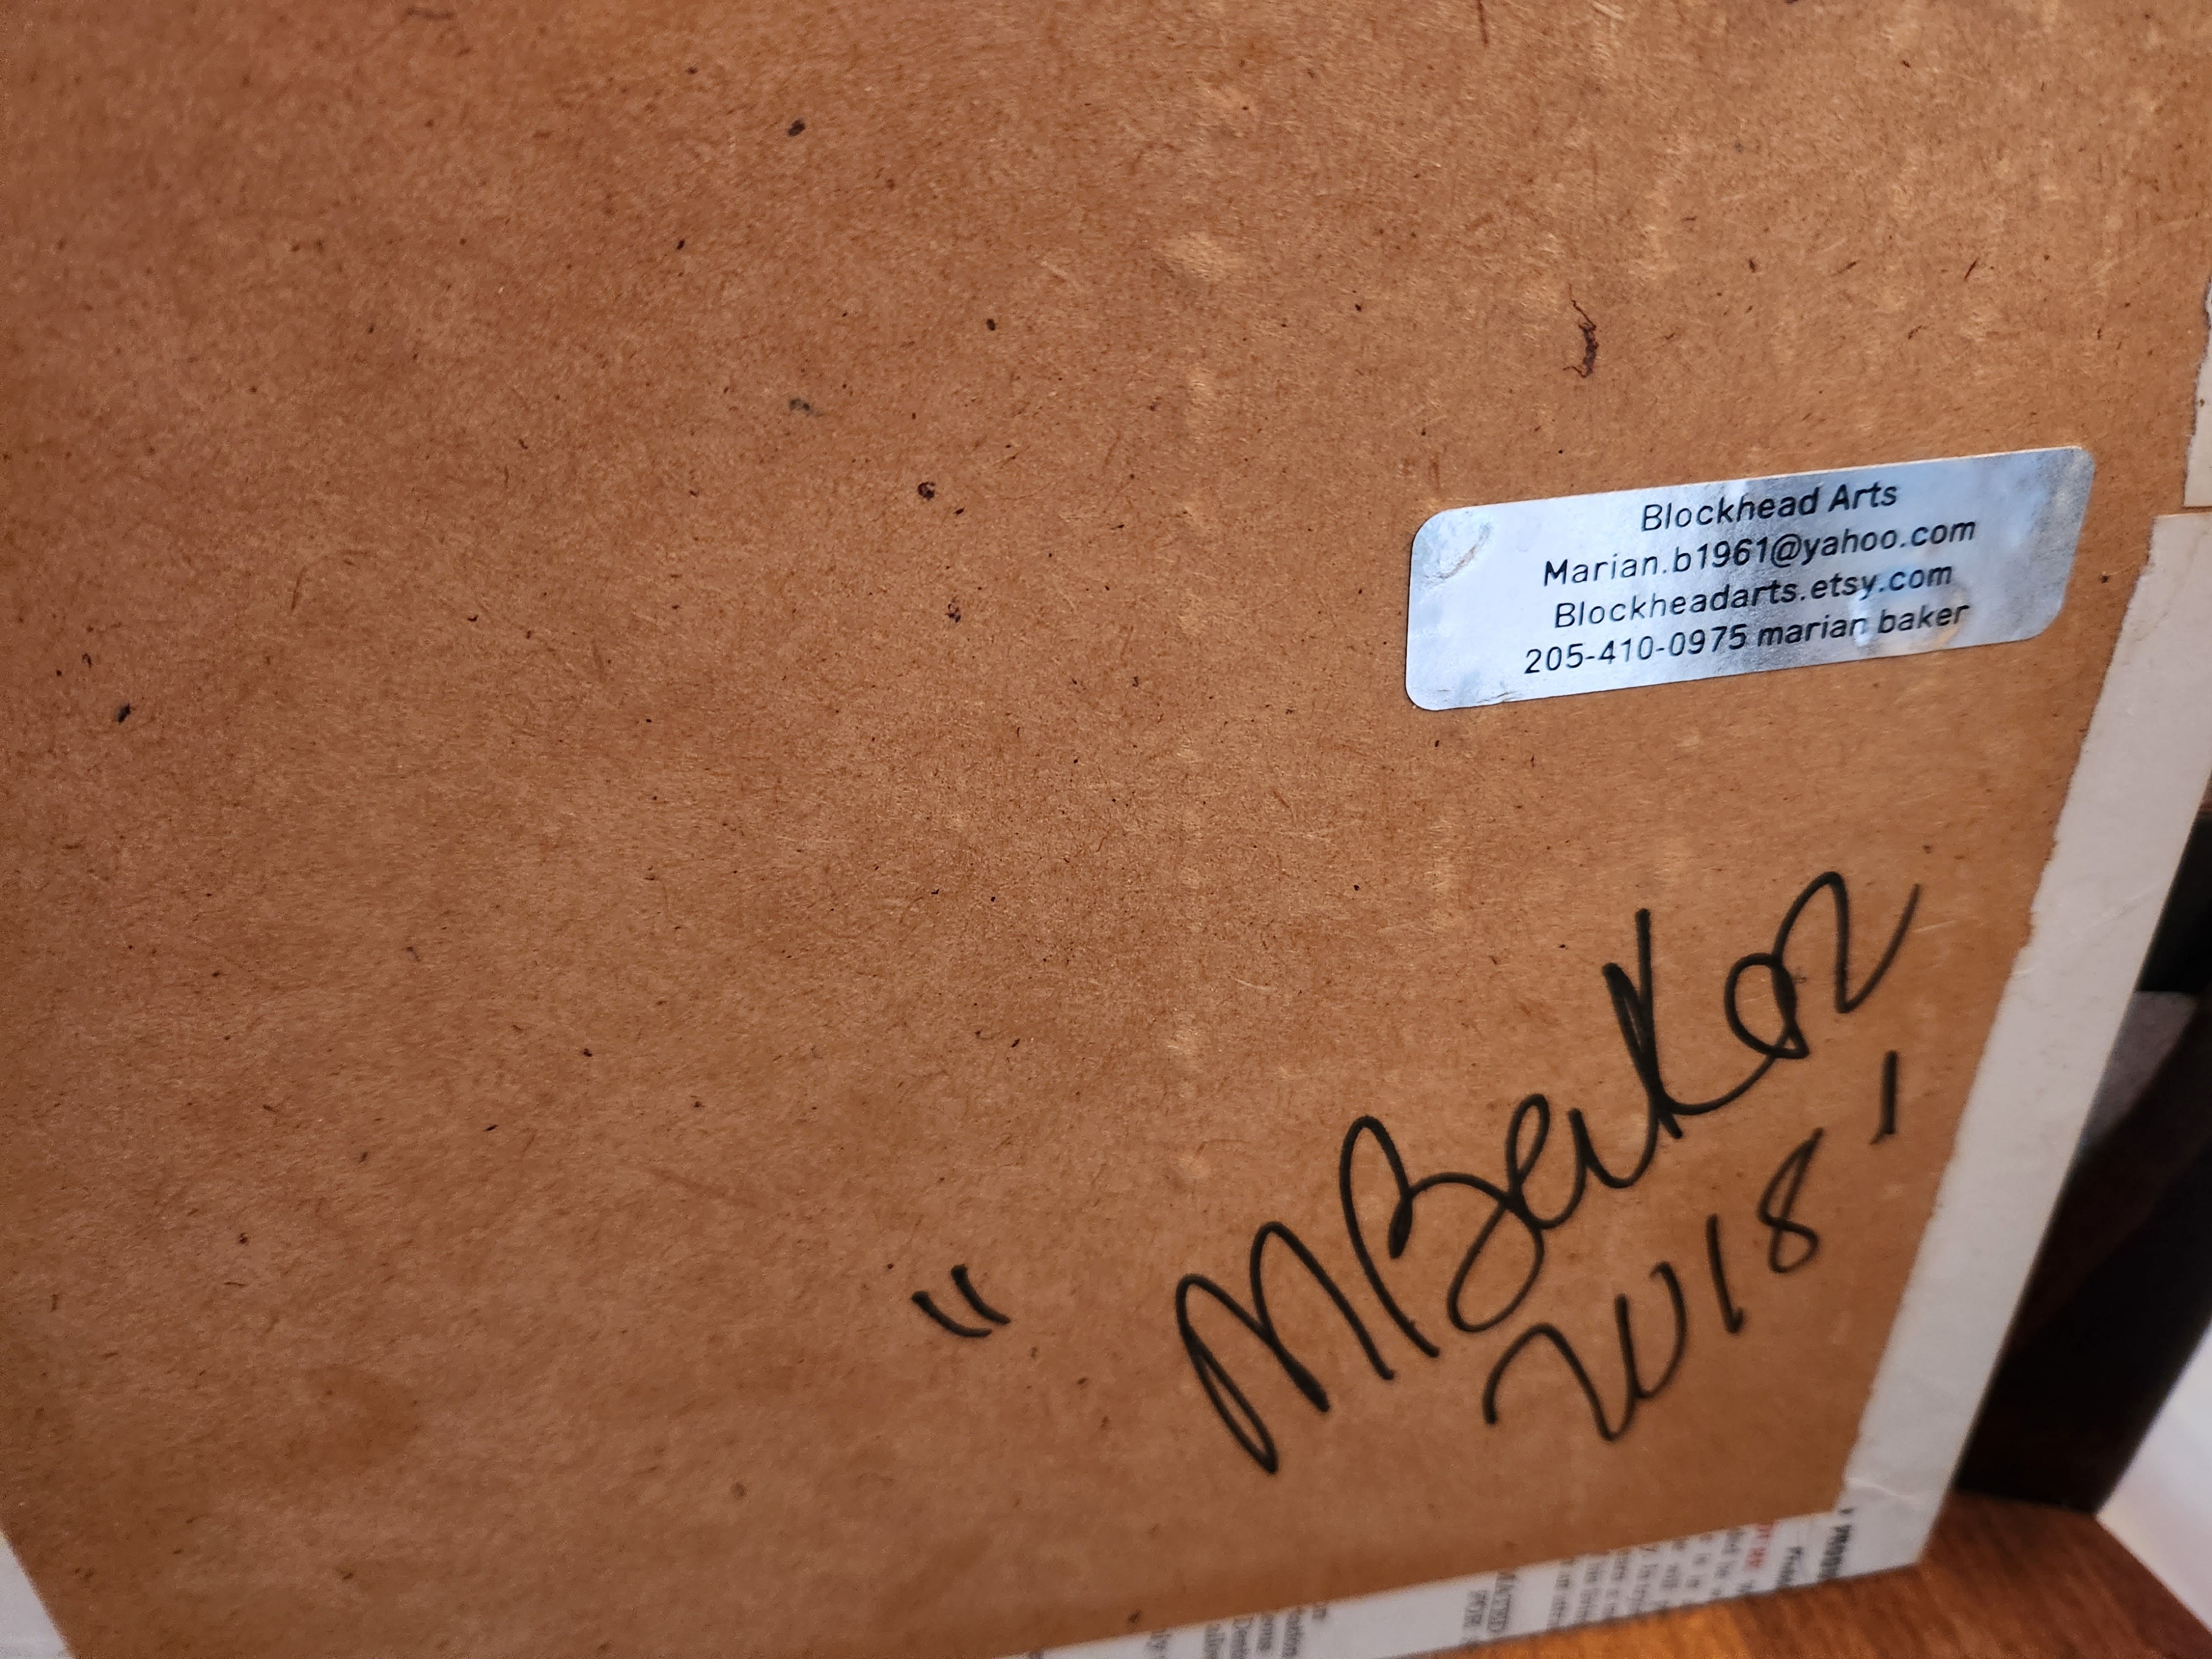 Blockhead Arts
Marian.b1961@yahoo.com
Blockheadarts.etsy.com
205-410-0975 marian baker
" MBaker
2018'